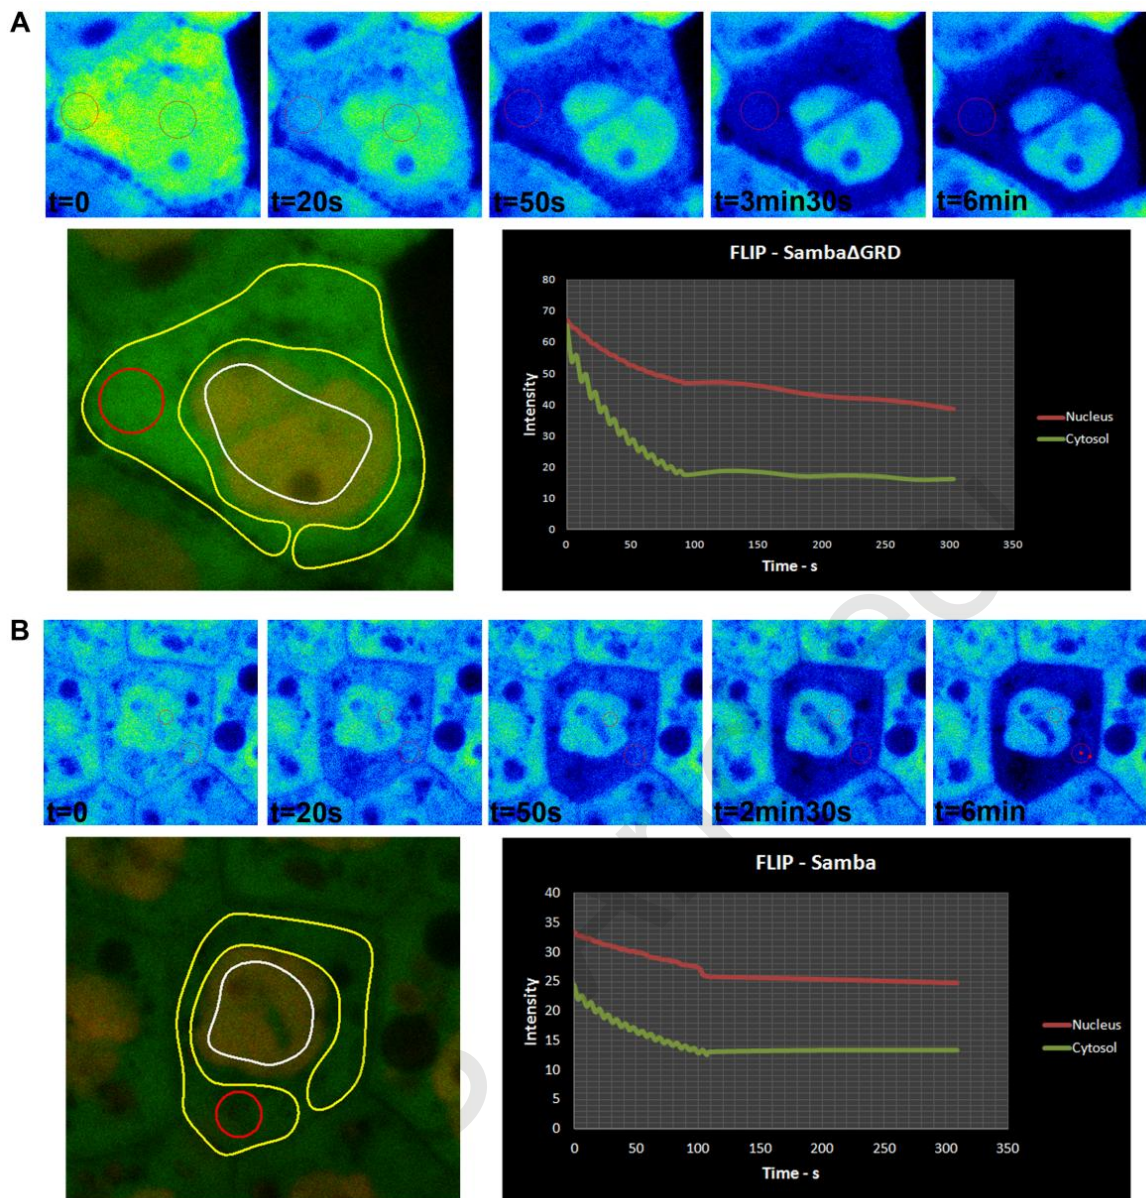 A
t=0 t=20s t=50s t=3min30s t=6min
FLIP - SambaΔGRD
80
70
60
50
40
30
20
10
0
Intensity
0 50 100 150 200 250 300 350
Time - s
Nucleus
Cytosol
B
t=0 t=20s t=50s t=2min30s t=6min
FLIP - Samba
40
35
30
25
20
15
10
5
0
Intensity
0 50 100 150 200 250 300 350
Time - s
Nucleus
Cytosol